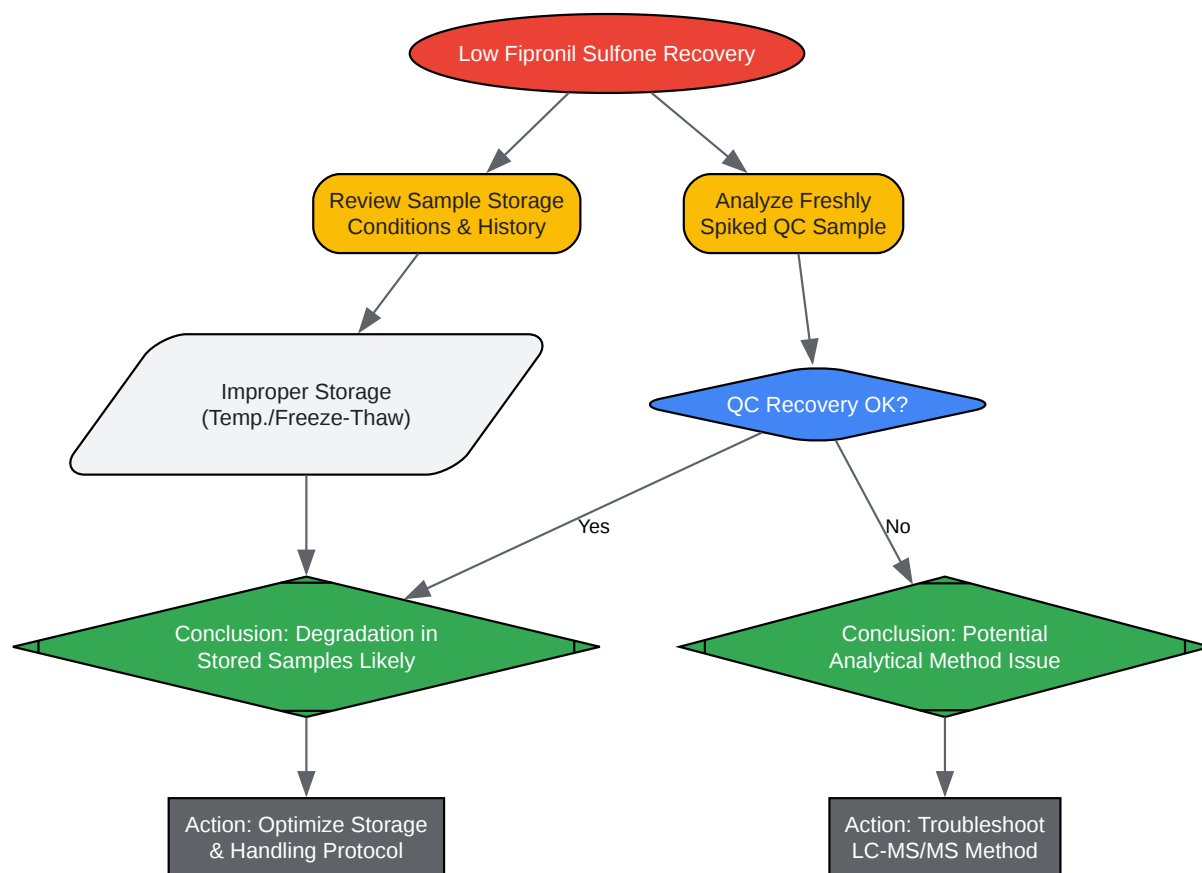 Low Fipronil Sulfone Recovery
Review Sample Storage
Conditions & History
Analyze Freshly
Spiked QC Sample
Improper Storage
(Temp./Freeze-Thaw)
QC Recovery OK?
Yes
No
Conclusion: Degradation in
Stored Samples Likely
Conclusion: Potential
Analytical Method Issue
Action: Optimize Storage
& Handling Protocol
Action: Troubleshoot
LC-MS/MS Method